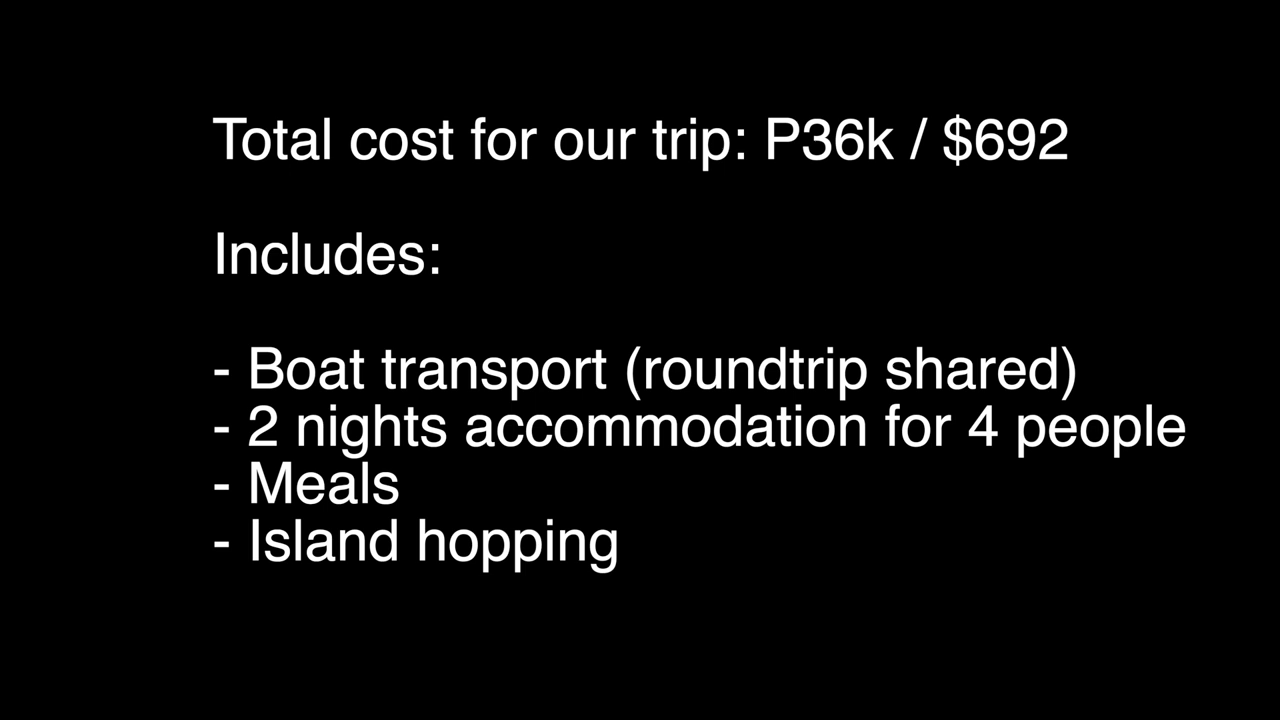 Total cost for our trip: P36k / $692
Includes:
- Boat transport (roundtrip shared)
- 2 nights accommodation for 4 people
- Meals
- Island hopping